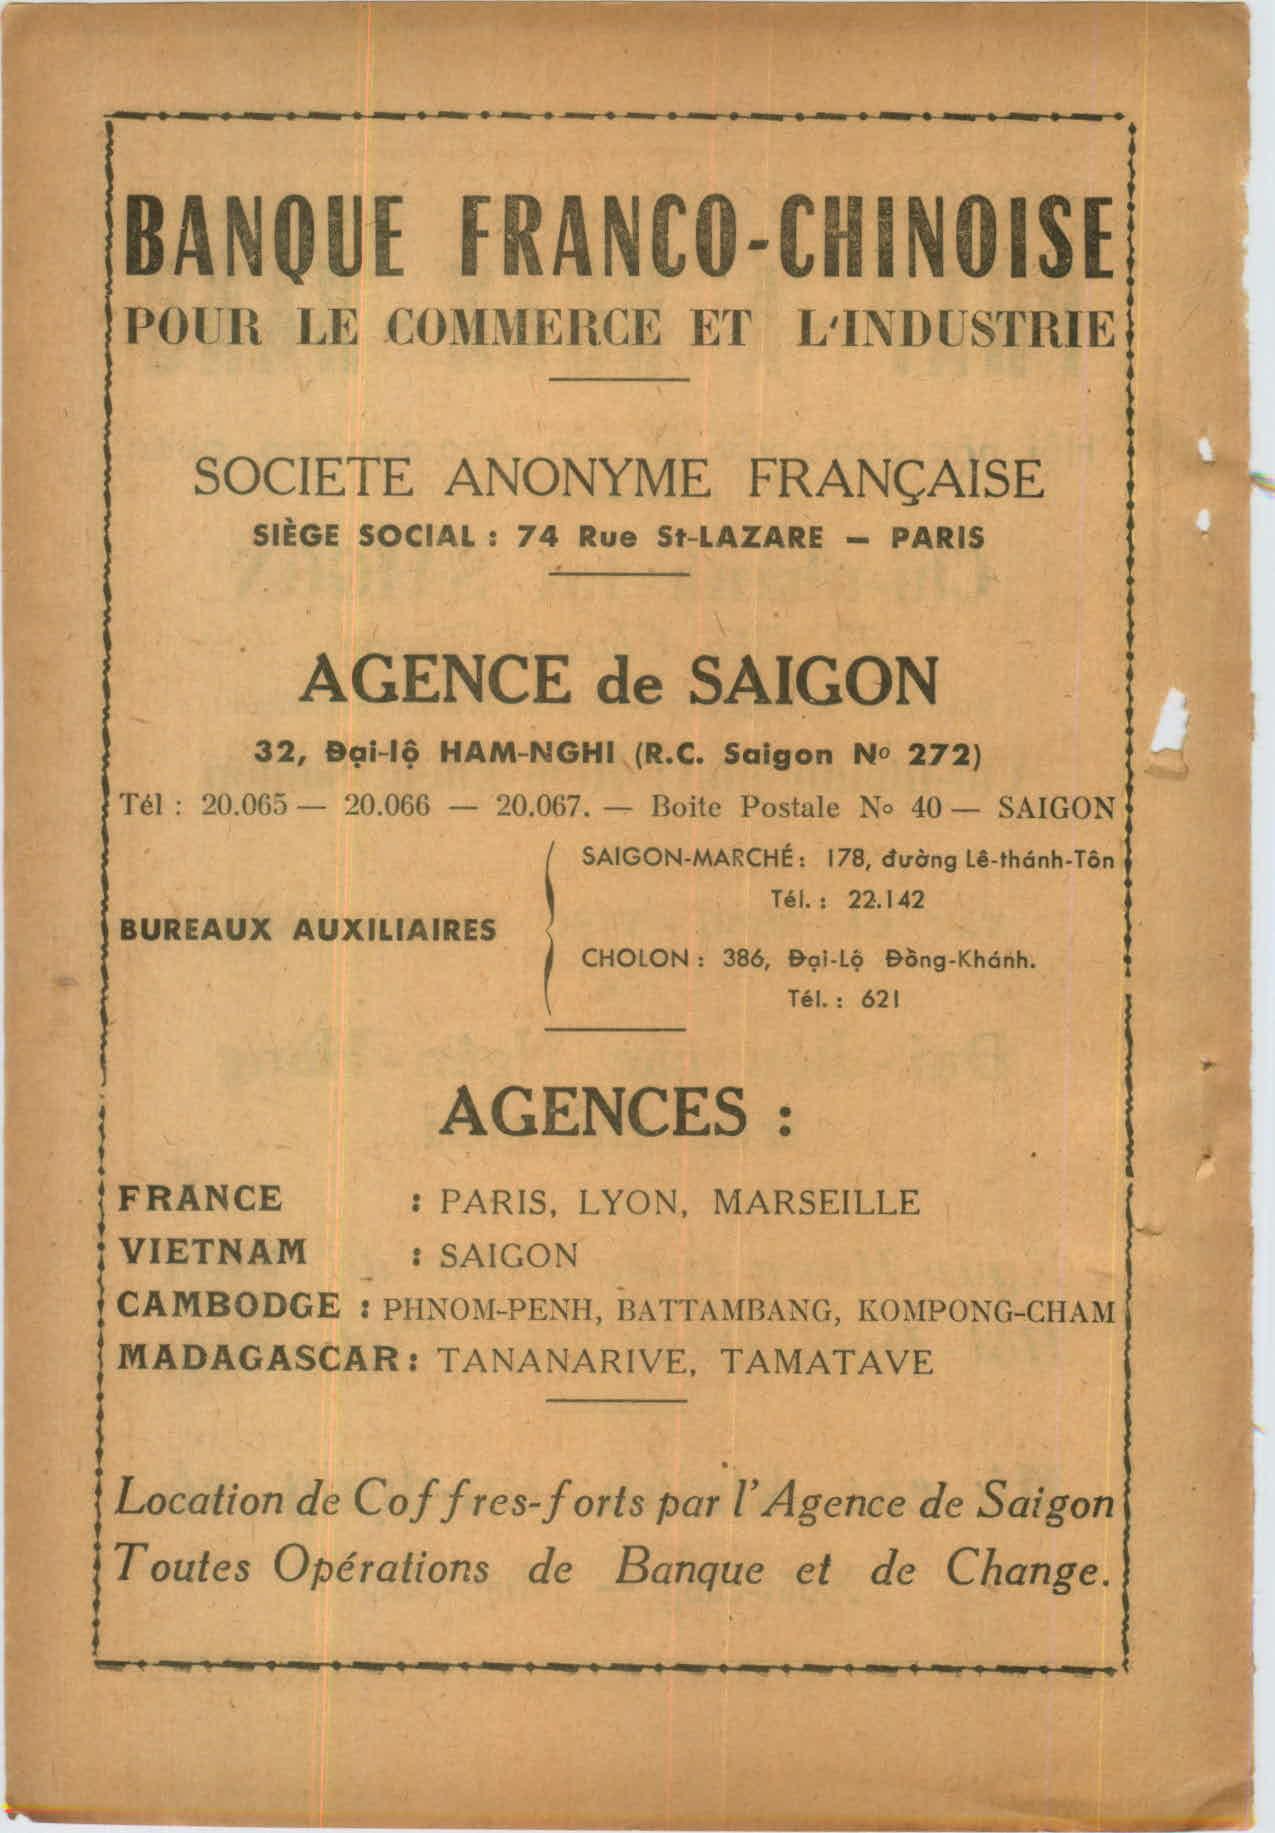 BANQUE FRANCO-CHINOISE
POUR LE COMMERCE ET L'INDUSTRIE
SOCIETE ANONYME FRANÇAISE
SIÈGE SOCIAL : 74 Rue St-LAZARE — PARIS
AGENCE de SAIGON
32, Đại-lộ HAM-NGHI (R.C. Saigon Nº 272)
Tél : 20.065 — 20.066 — 20.067. — Boite Postale Nº 40 — SAIGON
BUREAUX AUXILIAIRES
SAIGON-MARCHÉ : 178, đường Lê-thánh-Tôn
Tél. : 22.142
CHOLON : 386, Đại-Lộ Đồng-Khánh.
Tél. : 621
AGENCES :
FRANCE : PARIS, LYON, MARSEILLE
VIETNAM : SAIGON
CAMBODGE : PHNOM-PENH, BATTAMBANG, KOMPONG-CHAM
MADAGASCAR : TANANARIVE, TAMATAVE
Location de Coffres-forts par l'Agence de Saigon
Toutes Opérations de Banque et de Change.